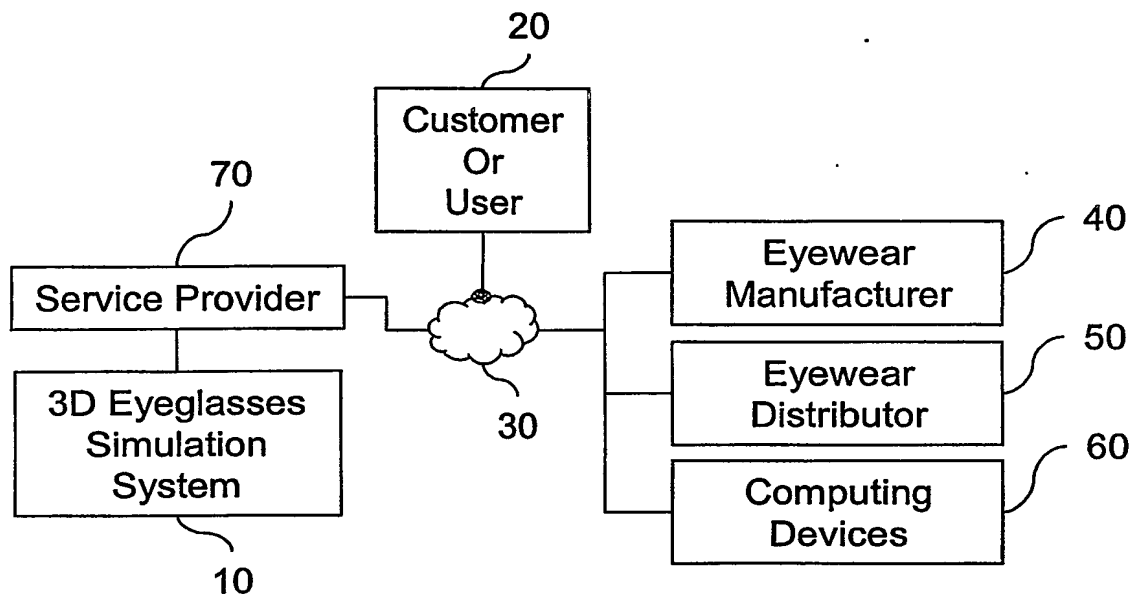 20
Customer
Or
User
70
Service Provider
3D Eyeglasses
Simulation
System
10
30
40
Eyewear
Manufacturer
50
Eyewear
Distributor
60
Computing
Devices